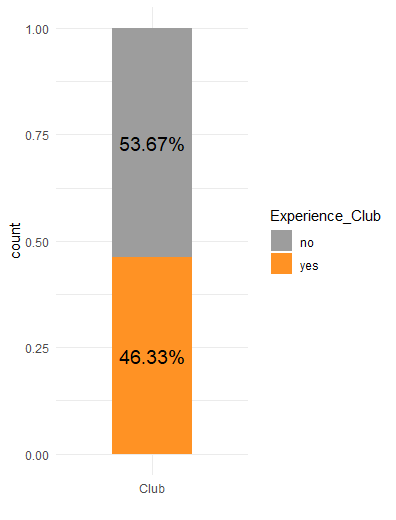 1.00
0.75
0.50
0.25
0.00
count
53.67%
46.33%
Club
Experience_Club
no
yes